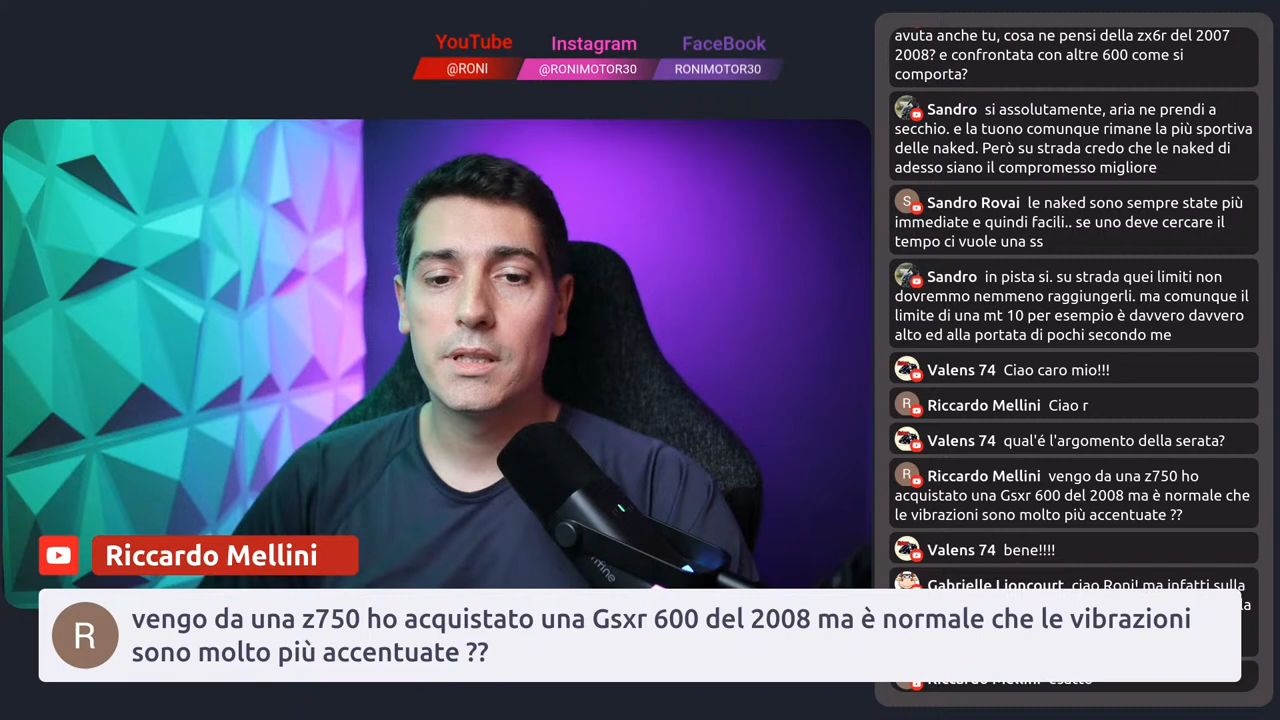 YouTube
@RONI
Instagram
@RONIMOTOR30
FaceBook
RONIMOTOR30
avuta anche tu, cosa ne pensi della zx6r del 2007
2008? e confrontata con altre 600 come si
comporta?
Sandro si assolutamente, aria ne prendi a
secchio. e la tuono comunque rimane la più sportiva
delle naked. Però su strada credo che le naked di
adesso siano il compromesso migliore
S
Sandro Rovai le naked sono sempre state più
immediate e quindi facili.. se uno deve cercare il
tempo ci vuole una ss
Sandro in pista si. su strada quei limiti non
dovremmo nemmeno raggiungerli. ma comunque il
limite di una mt 10 per esempio è davvero davvero
alto ed alla portata di pochi secondo me
Valens 74 Ciao caro mio!!!
R
Riccardo Mellini Ciao r
Valens 74 qual'é l'argomento della serata?
R
Riccardo Mellini vengo da una z750 ho
acquistato una Gsxr 600 del 2008 ma è normale che
le vibrazioni sono molto più accentuate ??
Valens 74 bene!!!!
Gabrielle Lioncourt ciao Roni! ma infatti sulla
Riccardo Mellini
R
vengo da una z750 ho acquistato una Gsxr 600 del 2008 ma è normale che le vibrazioni
sono molto più accentuate ??